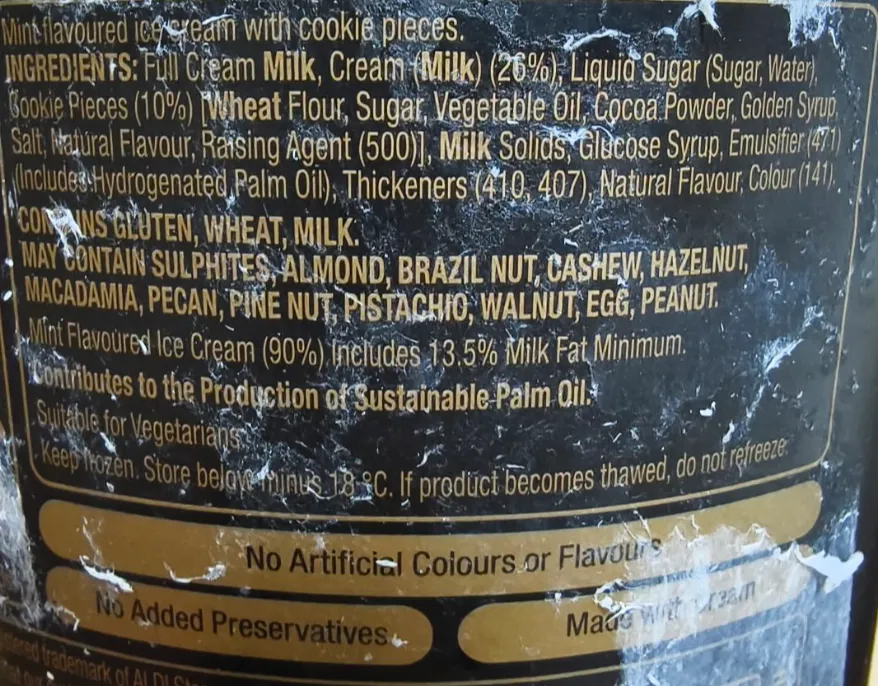 Mint flavoured ice cream with cookie pieces.
INGREDIENTS: Full Cream Milk, Cream (Milk) (26%), Liquid Sugar (Sugar, Water),
Cookie Pieces (10%) [Wheat Flour, Sugar, Vegetable Oil, Cocoa Powder, Golden Syrup,
Salt, Natural Flavour, Raising Agent (500)], Milk Solids, Glucose Syrup, Emulsifier (471)
(Includes Hydrogenated Palm Oil), Thickeners (410, 407), Natural Flavour, Colour (141).
CONTAINS GLUTEN, WHEAT, MILK.
MAY CONTAIN SULPHITES, ALMOND, BRAZIL NUT, CASHEW, HAZELNUT,
MACADAMIA, PECAN, PINE NUT, PISTACHIO, WALNUT, EGG, PEANUT.
Mint Flavoured Ice Cream (90%) Includes 13.5% Milk Fat Minimum.
Contributes to the Production of Sustainable Palm Oil.
Suitable for Vegetarians.
Keep frozen. Store below minus 18 °C. If product becomes thawed, do not refreeze.
No Artificial Colours or Flavours
No Added Preservatives
Made with Cream
trademark of ALDI